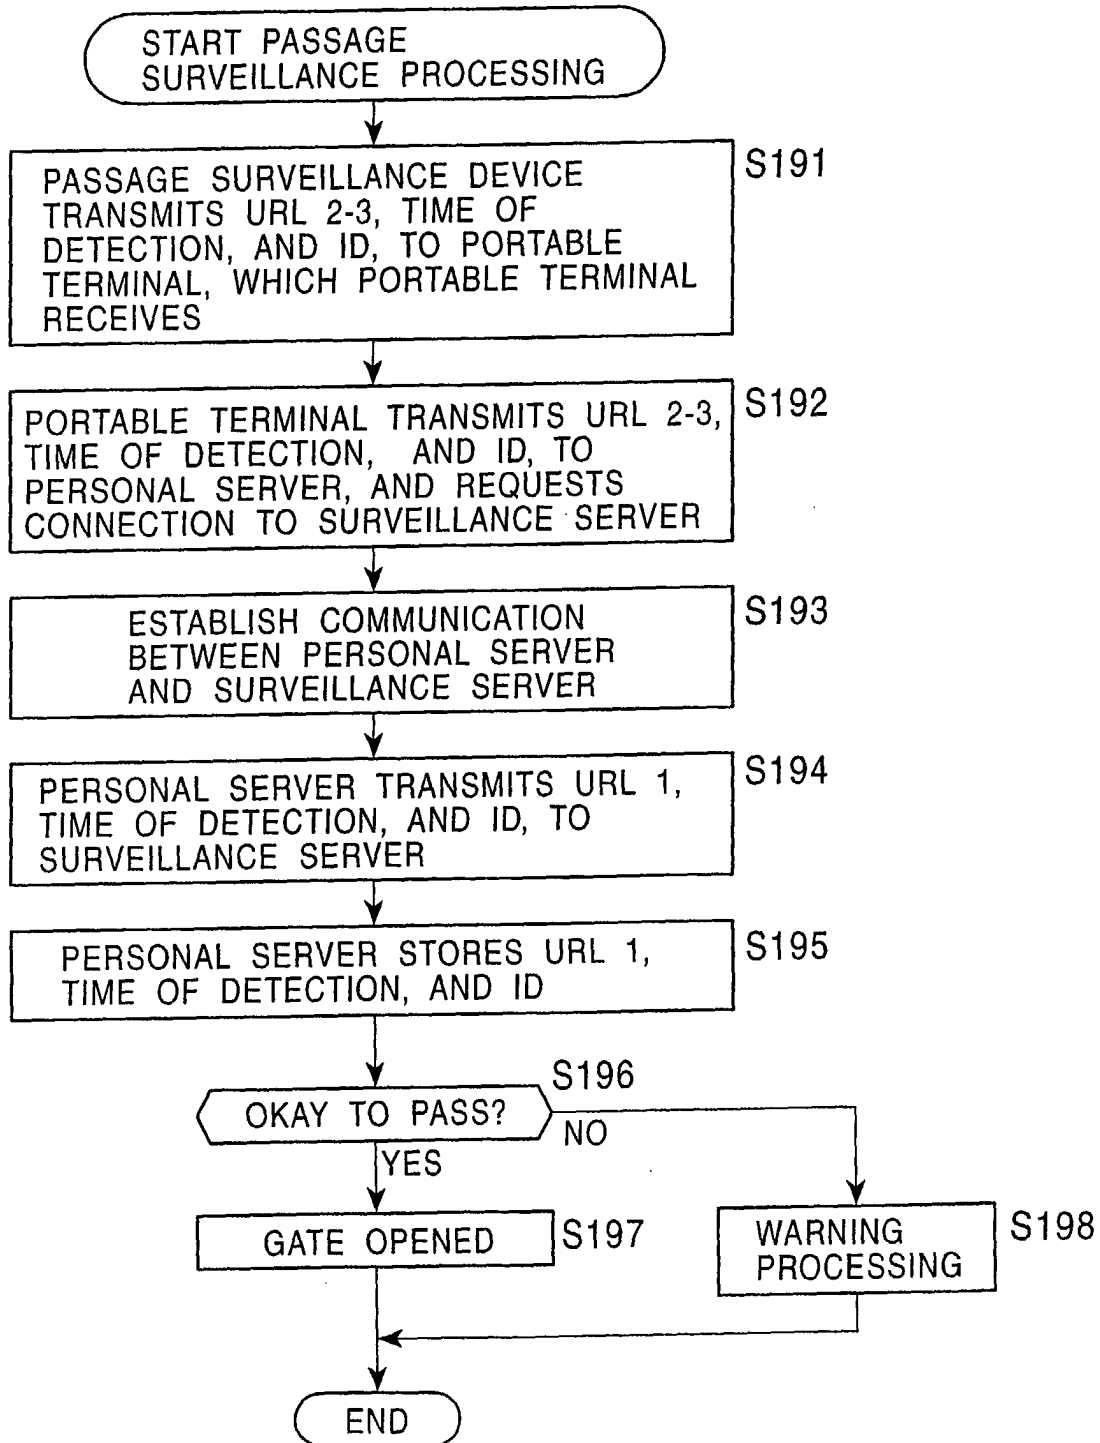 START PASSAGE
SURVEILLANCE PROCESSING
PASSAGE SURVEILLANCE DEVICE
TRANSMITS URL 2-3, TIME OF
DETECTION, AND ID, TO PORTABLE
TERMINAL, WHICH PORTABLE TERMINAL
RECEIVES
S191
PORTABLE TERMINAL TRANSMITS URL 2-3,
TIME OF DETECTION, AND ID, TO
PERSONAL SERVER, AND REQUESTS
CONNECTION TO SURVEILLANCE SERVER
S192
ESTABLISH COMMUNICATION
BETWEEN PERSONAL SERVER
AND SURVEILLANCE SERVER
S193
PERSONAL SERVER TRANSMITS URL 1,
TIME OF DETECTION, AND ID, TO
SURVEILLANCE SERVER
S194
PERSONAL SERVER STORES URL 1,
TIME OF DETECTION, AND ID
S195
OKAY TO PASS?
S196
NO
YES
GATE OPENED
S197
WARNING
PROCESSING
S198
END